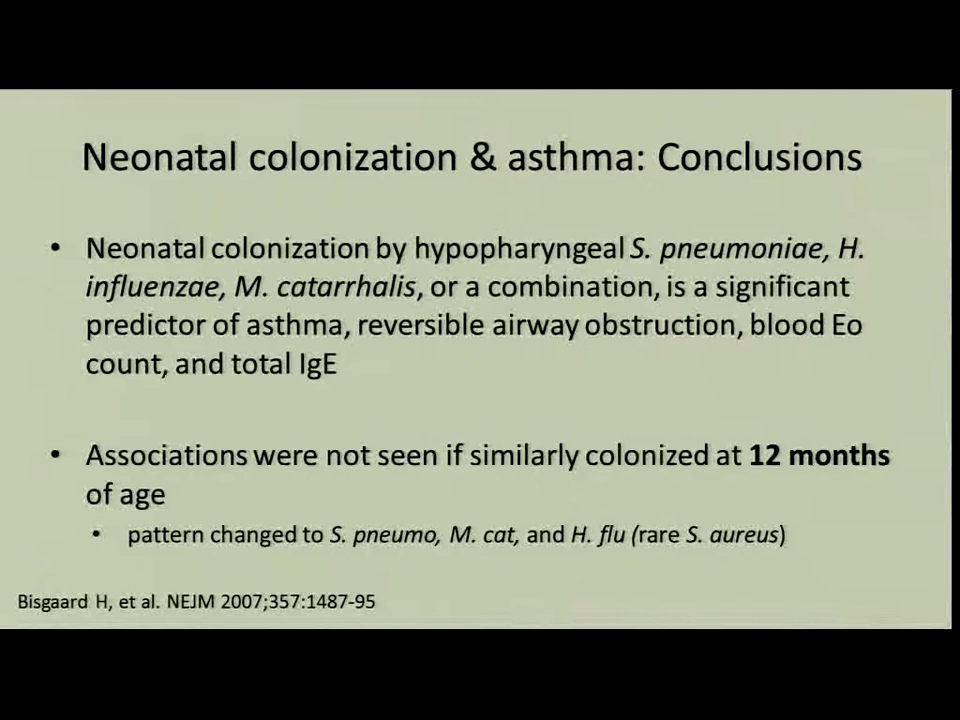 Neonatal colonization & asthma: Conclusions
• Neonatal colonization by hypopharyngeal S. pneumoniae, H.
influenzae, M. catarrhalis, or a combination, is a significant
predictor of asthma, reversible airway obstruction, blood Eo
count, and total IgE
• Associations were not seen if similarly colonized at 12 months
of age
• pattern changed to S. pneumo, M. cat, and H. flu (rare S. aureus)
Bisgaard H, et al. NEJM 2007;357:1487-95